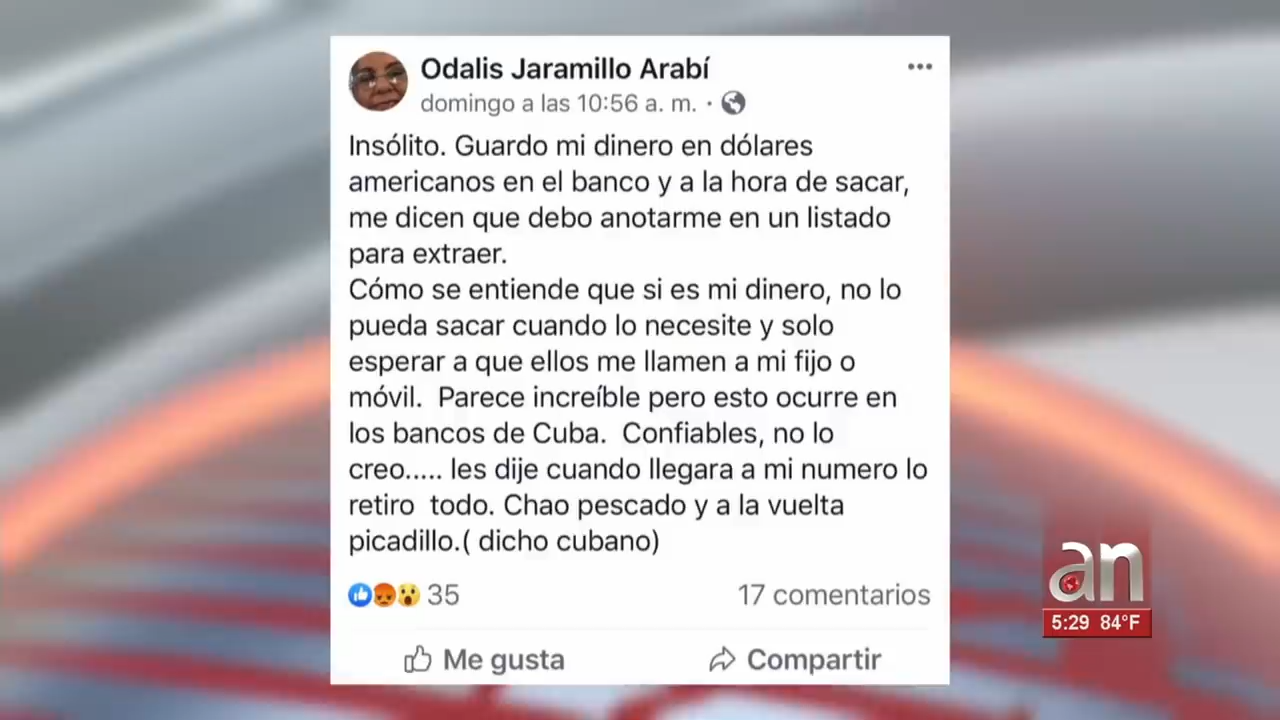 Odalis Jaramillo Arabí
domingo a las 10:56 a. m. ·
Insólito. Guardo mi dinero en dólares
americanos en el banco y a la hora de sacar,
me dicen que debo anotarme en un listado
para extraer.
Cómo se entiende que si es mi dinero, no lo
pueda sacar cuando lo necesite y solo
esperar a que ellos me llamen a mi fijo o
móvil.  Parece increíble pero esto ocurre en
los bancos de Cuba.  Confiables, no lo
creo..... les dije cuando llegara a mi numero lo
retiro  todo. Chao pescado y a la vuelta
picadillo.( dicho cubano)
35
17 comentarios
Me gusta
Compartir
an
5:29 84°F